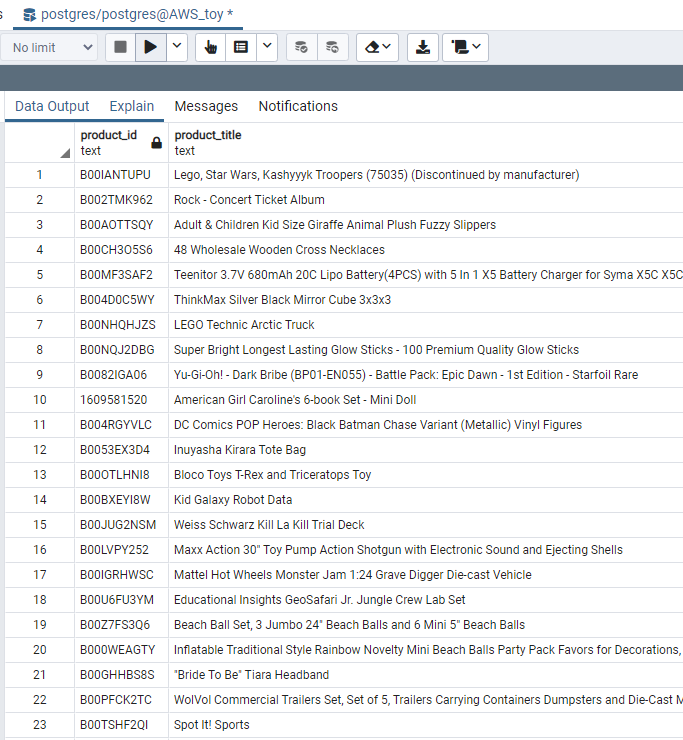 s postgres/postgres@AWS_toy *
No limit
Data Output Explain Messages Notifications
product_id product_title
text text
1 B00IANTUPU Lego, Star Wars, Kashyyyk Troopers (75035) (Discontinued by manufacturer)
2 B002TMK962 Rock - Concert Ticket Album
3 B00AOTTSQY Adult & Children Kid Size Giraffe Animal Plush Fuzzy Slippers
4 B00CH3O5S6 48 Wholesale Wooden Cross Necklaces
5 B00MF3SAF2 Teenitor 3.7V 680mAh 20C Lipo Battery(4PCS) with 5 In 1 X5 Battery Charger for Syma X5C X5C
6 B004D0C5WY ThinkMax Silver Black Mirror Cube 3x3x3
7 B00NHQHJZS LEGO Technic Arctic Truck
8 B00NQJ2DBG Super Bright Longest Lasting Glow Sticks - 100 Premium Quality Glow Sticks
9 B0082IGA06 Yu-Gi-Oh! - Dark Bribe (BP01-EN055) - Battle Pack: Epic Dawn - 1st Edition - Starfoil Rare
10 1609581520 American Girl Caroline's 6-book Set - Mini Doll
11 B004RGYVLC DC Comics POP Heroes: Black Batman Chase Variant (Metallic) Vinyl Figures
12 B0053EX3D4 Inuyasha Kirara Tote Bag
13 B00OTLHNI8 Bloco Toys T-Rex and Triceratops Toy
14 B00BXEYI8W Kid Galaxy Robot Data
15 B00JUG2NSM Weiss Schwarz Kill La Kill Trial Deck
16 B00LVPY252 Maxx Action 30" Toy Pump Action Shotgun with Electronic Sound and Ejecting Shells
17 B00IGRHWSC Mattel Hot Wheels Monster Jam 1:24 Grave Digger Die-cast Vehicle
18 B00U6FU3YM Educational Insights GeoSafari Jr. Jungle Crew Lab Set
19 B00Z7FS3Q6 Beach Ball Set, 3 Jumbo 24" Beach Balls and 6 Mini 5" Beach Balls
20 B000WEAGTY Inflatable Traditional Style Rainbow Novelty Mini Beach Balls Party Pack Favors for Decorations,
21 B00GHHBS8S "Bride To Be" Tiara Headband
22 B00PFCK2TC WolVol Commercial Trailers Set, Set of 5, Trailers Carrying Containers Dumpsters and Die-Cast M
23 B00TSHF2QI Spot It! Sports